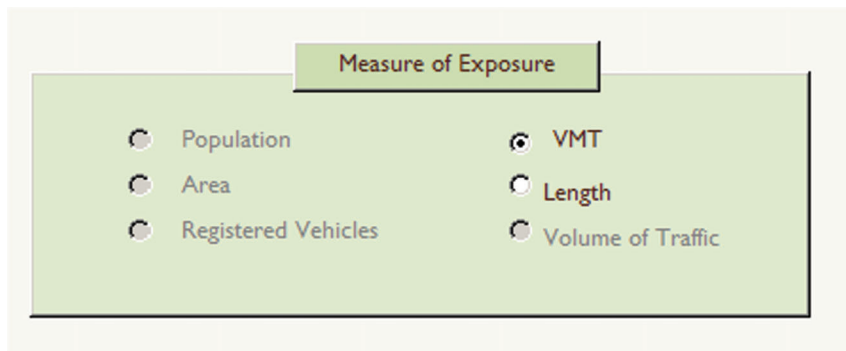 Measure of Exposure
Population
Area
Registered Vehicles
VMT
Length
Volume of Traffic